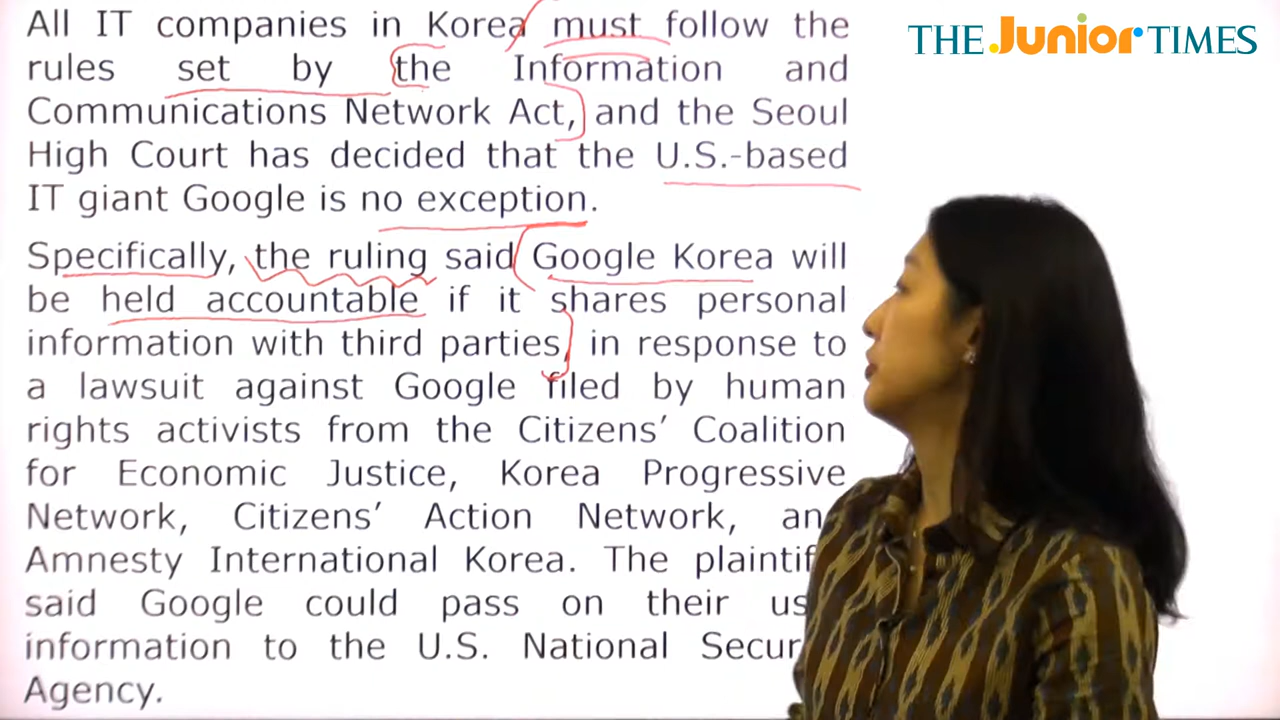 All IT companies in Korea must follow the
rules set by the Information and
Communications Network Act, and the Seoul
High Court has decided that the U.S.-based
IT giant Google is no exception.
Specifically, the ruling said Google Korea will
be held accountable if it shares personal
information with third parties, in response to
a lawsuit against Google filed by human
rights activists from the Citizens' Coalition
for Economic Justice, Korea Progressive
Network, Citizens' Action Network,
Amnesty International Korea. The
said Google could pass on their
information to the U.S. National
Agency.
THE Junior TIMES